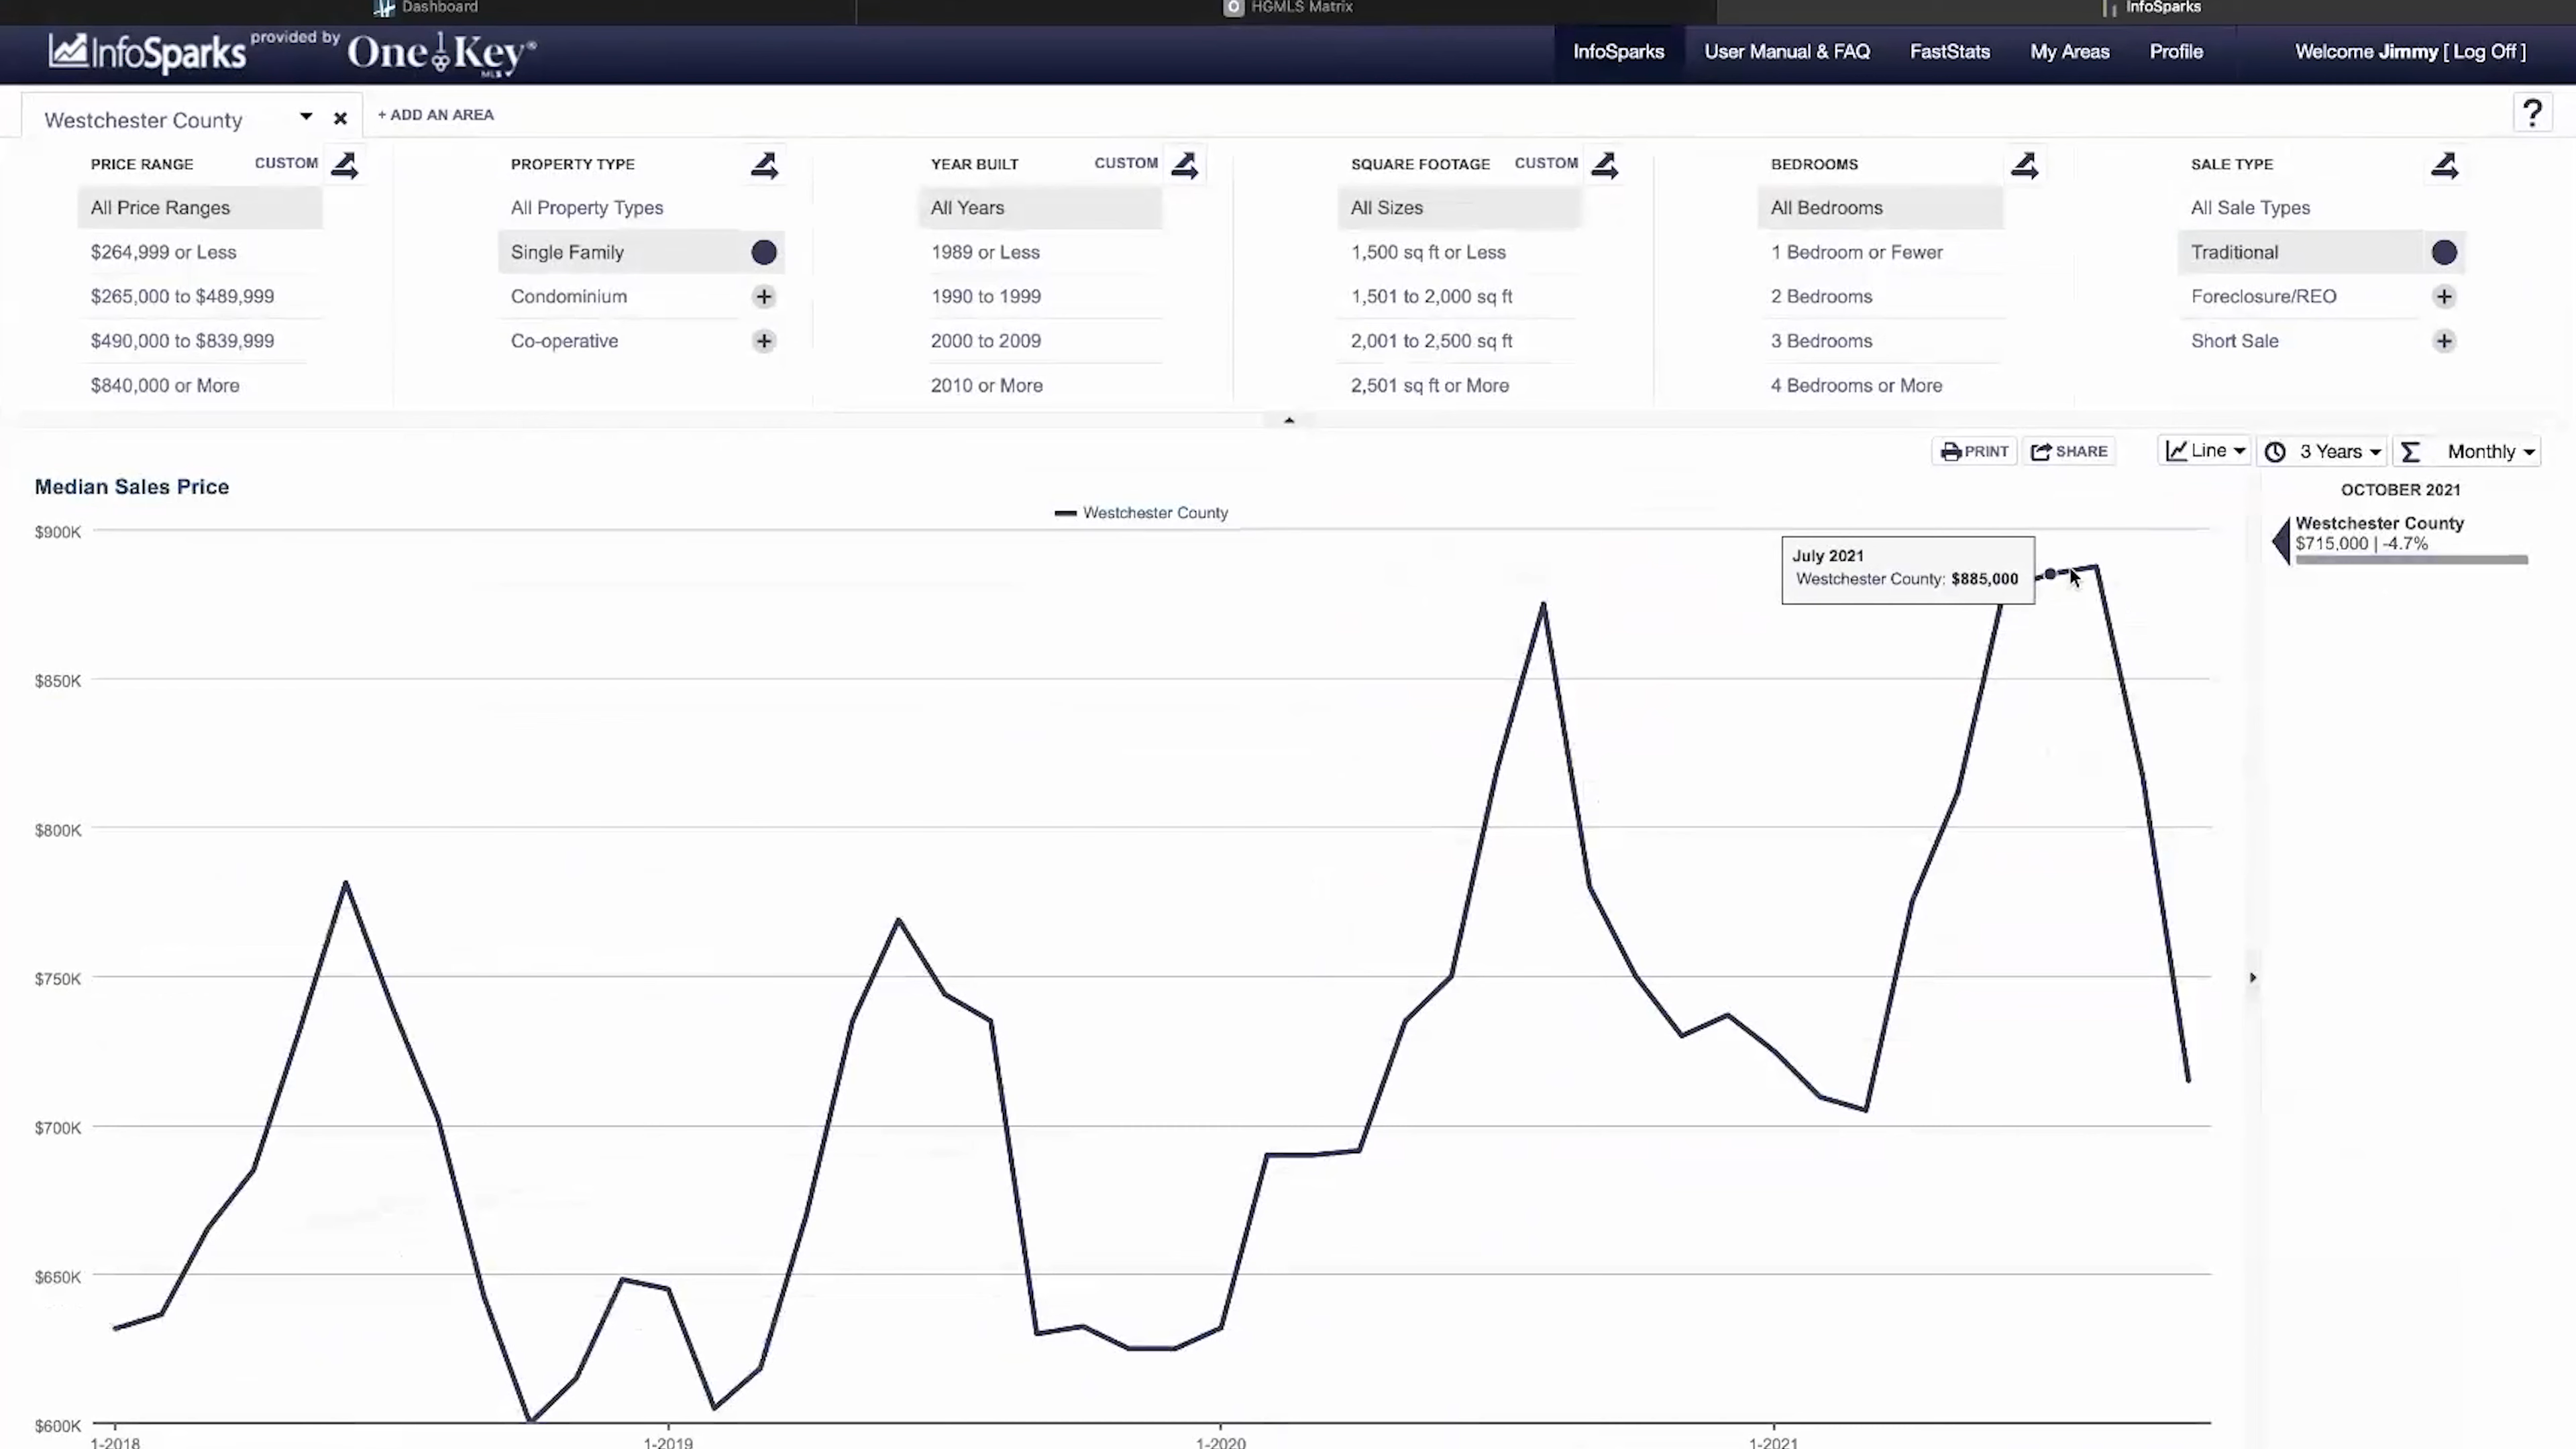 Dashboard
HGMLS Matrix
InfoSparks
InfoSparks provided by One Key® MLS
InfoSparks
User Manual & FAQ
FastStats
My Areas
Profile
Welcome Jimmy [ Log Off ]
Westchester County
+ ADD AN AREA
?
PRICE RANGE CUSTOM
All Price Ranges
$264,999 or Less
$265,000 to $489,999
$490,000 to $839,999
$840,000 or More
PROPERTY TYPE
All Property Types
Single Family
Condominium
Co-operative
YEAR BUILT CUSTOM
All Years
1989 or Less
1990 to 1999
2000 to 2009
2010 or More
SQUARE FOOTAGE CUSTOM
All Sizes
1,500 sq ft or Less
1,501 to 2,000 sq ft
2,001 to 2,500 sq ft
2,501 sq ft or More
BEDROOMS
All Bedrooms
1 Bedroom or Fewer
2 Bedrooms
3 Bedrooms
4 Bedrooms or More
SALE TYPE
All Sale Types
Traditional
Foreclosure/REO
Short Sale
PRINT
SHARE
Line
3 Years
Σ Monthly
Median Sales Price
Westchester County
OCTOBER 2021
Westchester County
$715,000 | -4.7%
July 2021
Westchester County: $885,000
$900K
$850K
$800K
$750K
$700K
$650K
$600K
1-2018
1-2019
1-2020
1-2021